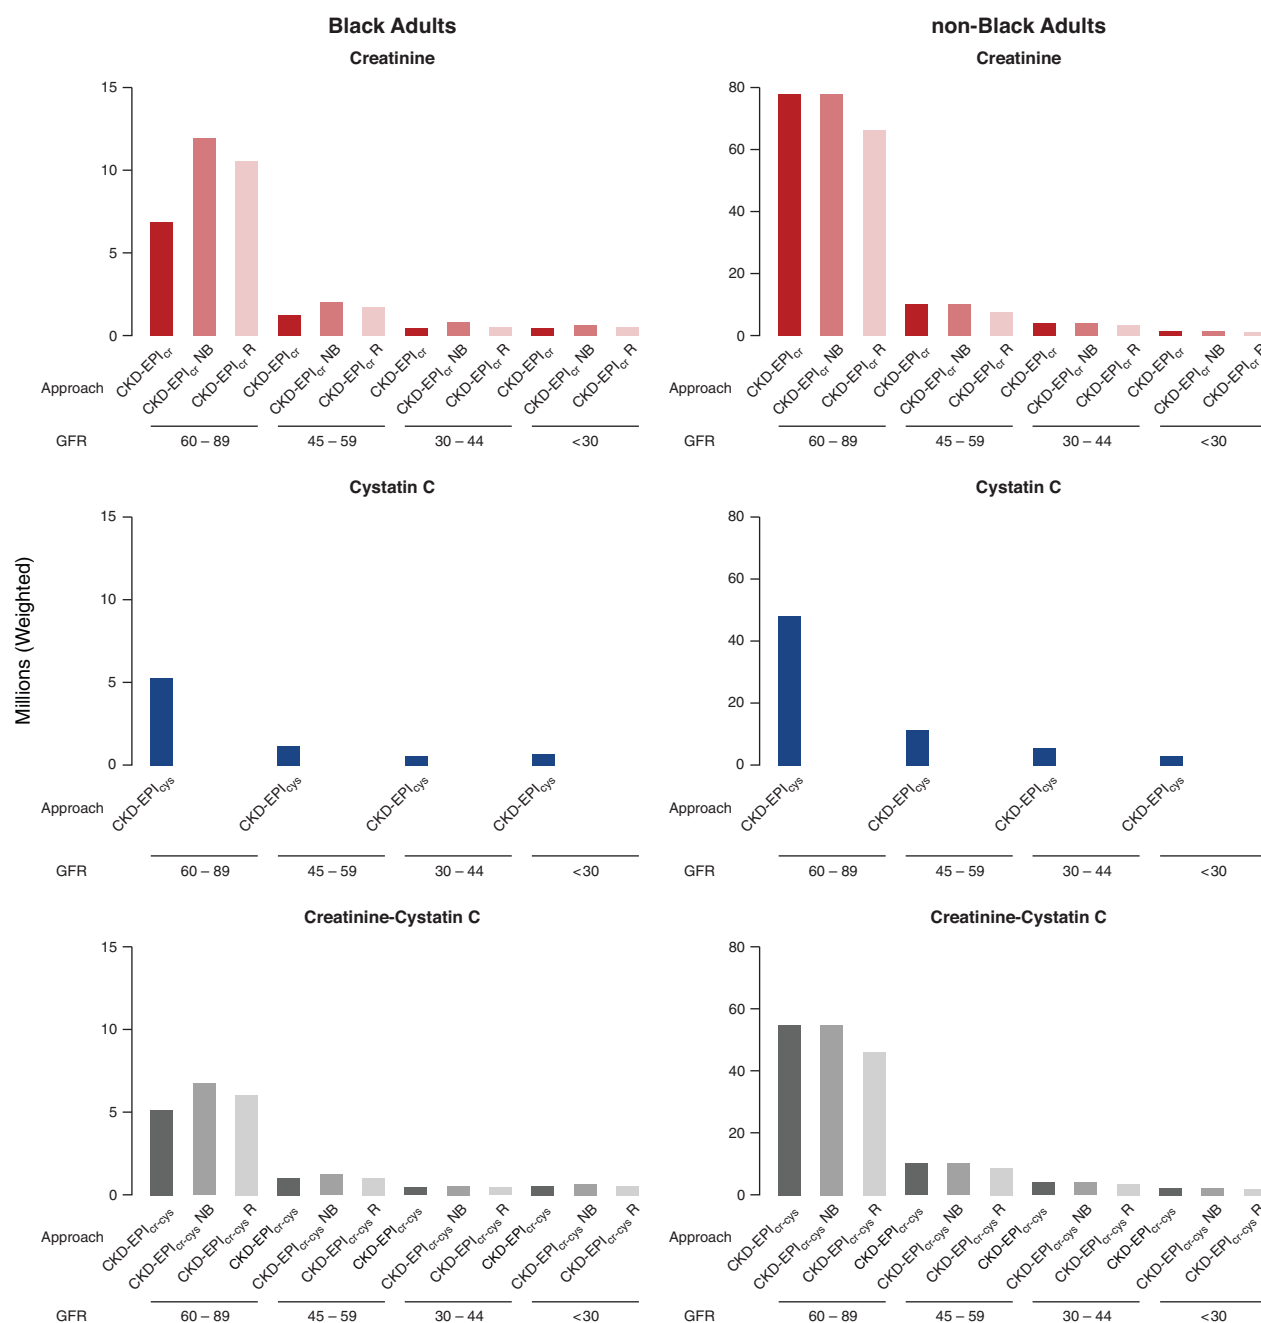 Black Adults
Creatinine
15
10
5
0
Approach
CKD-EPIcr
CKD-EPIcr NB
CKD-EPIcr R
CKD-EPIcr
CKD-EPIcr NB
CKD-EPIcr R
CKD-EPIcr
CKD-EPIcr NB
CKD-EPIcr R
CKD-EPIcr
CKD-EPIcr NB
CKD-EPIcr R
GFR
60 – 89
45 – 59
30 – 44
<30
non-Black Adults
Creatinine
80
60
40
20
0
Approach
CKD-EPIcr
CKD-EPIcr NB
CKD-EPIcr R
CKD-EPIcr
CKD-EPIcr NB
CKD-EPIcr R
CKD-EPIcr
CKD-EPIcr NB
CKD-EPIcr R
CKD-EPIcr
CKD-EPIcr NB
CKD-EPIcr R
GFR
60 – 89
45 – 59
30 – 44
<30
Millions (Weighted)
Cystatin C
15
10
5
0
Approach
CKD-EPIcys
CKD-EPIcys
CKD-EPIcys
CKD-EPIcys
GFR
60 – 89
45 – 59
30 – 44
<30
Cystatin C
80
60
40
20
0
Approach
CKD-EPIcys
CKD-EPIcys
CKD-EPIcys
CKD-EPIcys
GFR
60 – 89
45 – 59
30 – 44
<30
Creatinine-Cystatin C
15
10
5
0
Approach
CKD-EPIcr-cys
CKD-EPIcr-cys NB
CKD-EPIcr-cys R
CKD-EPIcr-cys
CKD-EPIcr-cys NB
CKD-EPIcr-cys R
CKD-EPIcr-cys
CKD-EPIcr-cys NB
CKD-EPIcr-cys R
CKD-EPIcr-cys
CKD-EPIcr-cys NB
CKD-EPIcr-cys R
GFR
60 – 89
45 – 59
30 – 44
<30
Creatinine-Cystatin C
80
60
40
20
0
Approach
CKD-EPIcr-cys
CKD-EPIcr-cys NB
CKD-EPIcr-cys R
CKD-EPIcr-cys
CKD-EPIcr-cys NB
CKD-EPIcr-cys R
CKD-EPIcr-cys
CKD-EPIcr-cys NB
CKD-EPIcr-cys R
CKD-EPIcr-cys
CKD-EPIcr-cys NB
CKD-EPIcr-cys R
GFR
60 – 89
45 – 59
30 – 44
<30